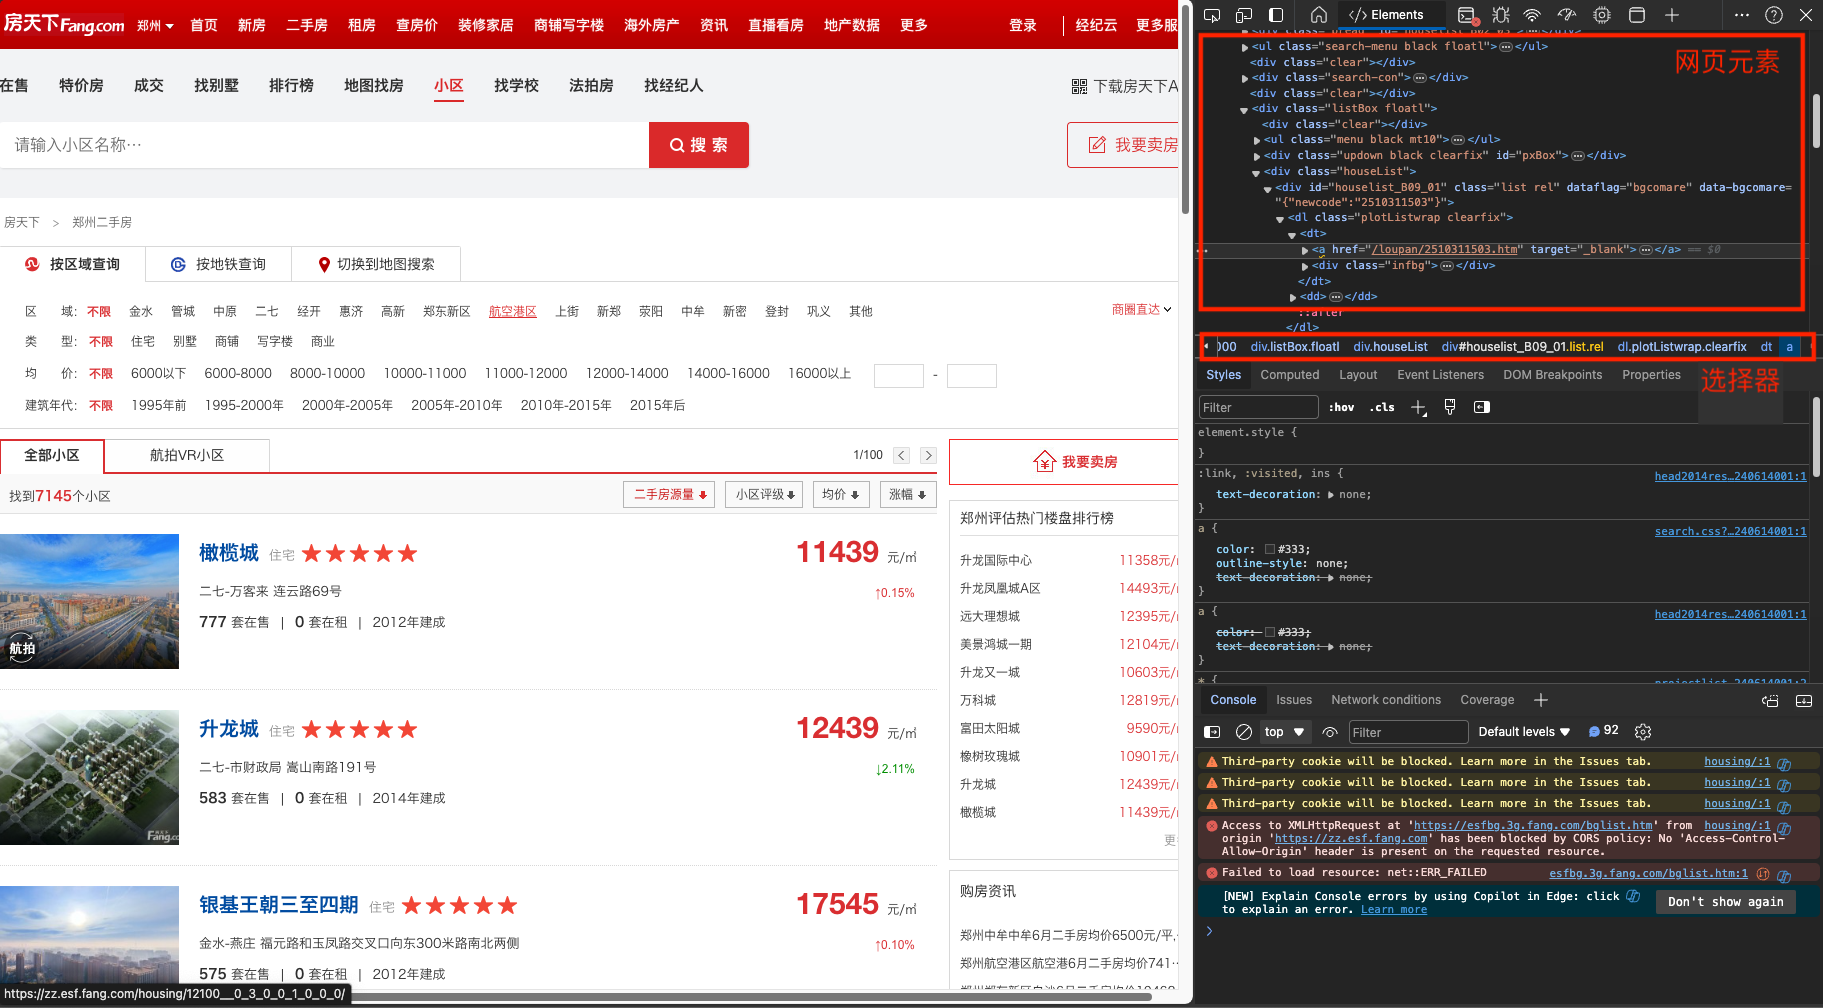 房天下Fang.com 郑州 首页 新房 二手房 租房 查房价 装修家居 商铺写字楼 海外房产 资讯 直播看房 地产数据 更多 登录 经纪云 更多服
在售 特价房 成交 找别墅 排行榜 地图找房 小区 找学校 法拍房 找经纪人 下载房天下A
请输入小区名称…
搜 索
我要卖房
房天下 > 郑州二手房
按区域查询 按地铁查询 切换到地图搜索
区 域: 不限 金水 管城 中原 二七 经开 惠济 高新 郑东新区 航空港区 上街 新郑 荥阳 中牟 新密 登封 巩义 其他 商圈直达
类 型: 不限 住宅 别墅 商铺 写字楼 商业
均 价: 不限 6000以下 6000-8000 8000-10000 10000-11000 11000-12000 12000-14000 14000-16000 16000以上 -
建筑年代: 不限 1995年前 1995-2000年 2000年-2005年 2005年-2010年 2010年-2015年 2015年后
全部小区 航拍VR小区 1/100 < >
找到7145个小区 二手房源量 小区评级 均价 涨幅
航拍
橄榄城 住宅 ★★★★★ 11439 元/㎡
二七-万客来 连云路69号 ↑0.15%
777 套在售 | 0 套在租 | 2012年建成
Fang.co
升龙城 住宅 ★★★★★ 12439 元/㎡
二七-市财政局 嵩山南路191号 ↓2.11%
583 套在售 | 0 套在租 | 2014年建成
银基王朝三至四期 住宅 ★★★★★ 17545 元/㎡
金水-燕庄 福元路和玉凤路交叉口向东300米路南北两侧 ↑0.10%
575 套在售 | 0 套在租 | 2012年建成
https://zz.esf.fang.com/housing/12100__0_3_0_0_1_0_0_0/
我要卖房
郑州评估热门楼盘排行榜
升龙国际中心 11358元/
升龙凤凰城A区 14493元/
远大理想城 12395元/
美景鸿城一期 12104元/
升龙又一城 10603元/
万科城 12819元/
富田太阳城 9590元/
橡树玫瑰城 10901元/
升龙城 12439元/
橄榄城 11439元/
更
购房资讯
郑州中牟中牟6月二手房均价6500元/平,
郑州航空港区航空港6月二手房均价741…
Elements
网页元素
<ul class="search-menu black floatl">…</ul>
<div class="clear"></div>
<div class="search-con">…</div>
<div class="clear"></div>
<div class="listBox floatl">
<div class="clear"></div>
<ul class="menu black mt10">…</ul>
<div class="updown black clearfix" id="pxBox">…</div>
<div class="houseList">
<div id="houselist_B09_01" class="list rel" dataflag="bgcomare" data-bgcomare=
"{"newcode":"2510311503"}">
<dl class="plotListwrap clearfix">
<dt>
<a href="/loupan/2510311503.htm" target="_blank">…</a> == $0
<div class="infbg">…</div>
</dt>
<dd>…</dd>
::after
</dl>
000 div.listBox.floatl div.houseList div#houselist_B09_01.list.rel dl.plotListwrap.clearfix dt a
选择器
Styles Computed Layout Event Listeners DOM Breakpoints Properties
Filter :hov .cls
element.style {
}
:link, :visited, ins { head2014res…240614001:1
text-decoration: none;
}
a { search.css?…240614001:1
color: #333;
outline-style: none;
text-decoration: none;
}
a { head2014res…240614001:1
color: #333;
text-decoration: none;
}
* { projectlist…240614001:2
Console Issues Network conditions Coverage
top Filter Default levels 92
Third-party cookie will be blocked. Learn more in the Issues tab. housing/:1
Third-party cookie will be blocked. Learn more in the Issues tab. housing/:1
Third-party cookie will be blocked. Learn more in the Issues tab. housing/:1
Access to XMLHttpRequest at 'https://esfbg.3g.fang.com/bglist.htm' from housing/:1
origin 'https://zz.esf.fang.com' has been blocked by CORS policy: No 'Access-Control-
Allow-Origin' header is present on the requested resource.
Failed to load resource: net::ERR_FAILED esfbg.3g.fang.com/bglist.htm:1
[NEW] Explain Console errors by using Copilot in Edge: click
to explain an error. Learn more
Don't show again